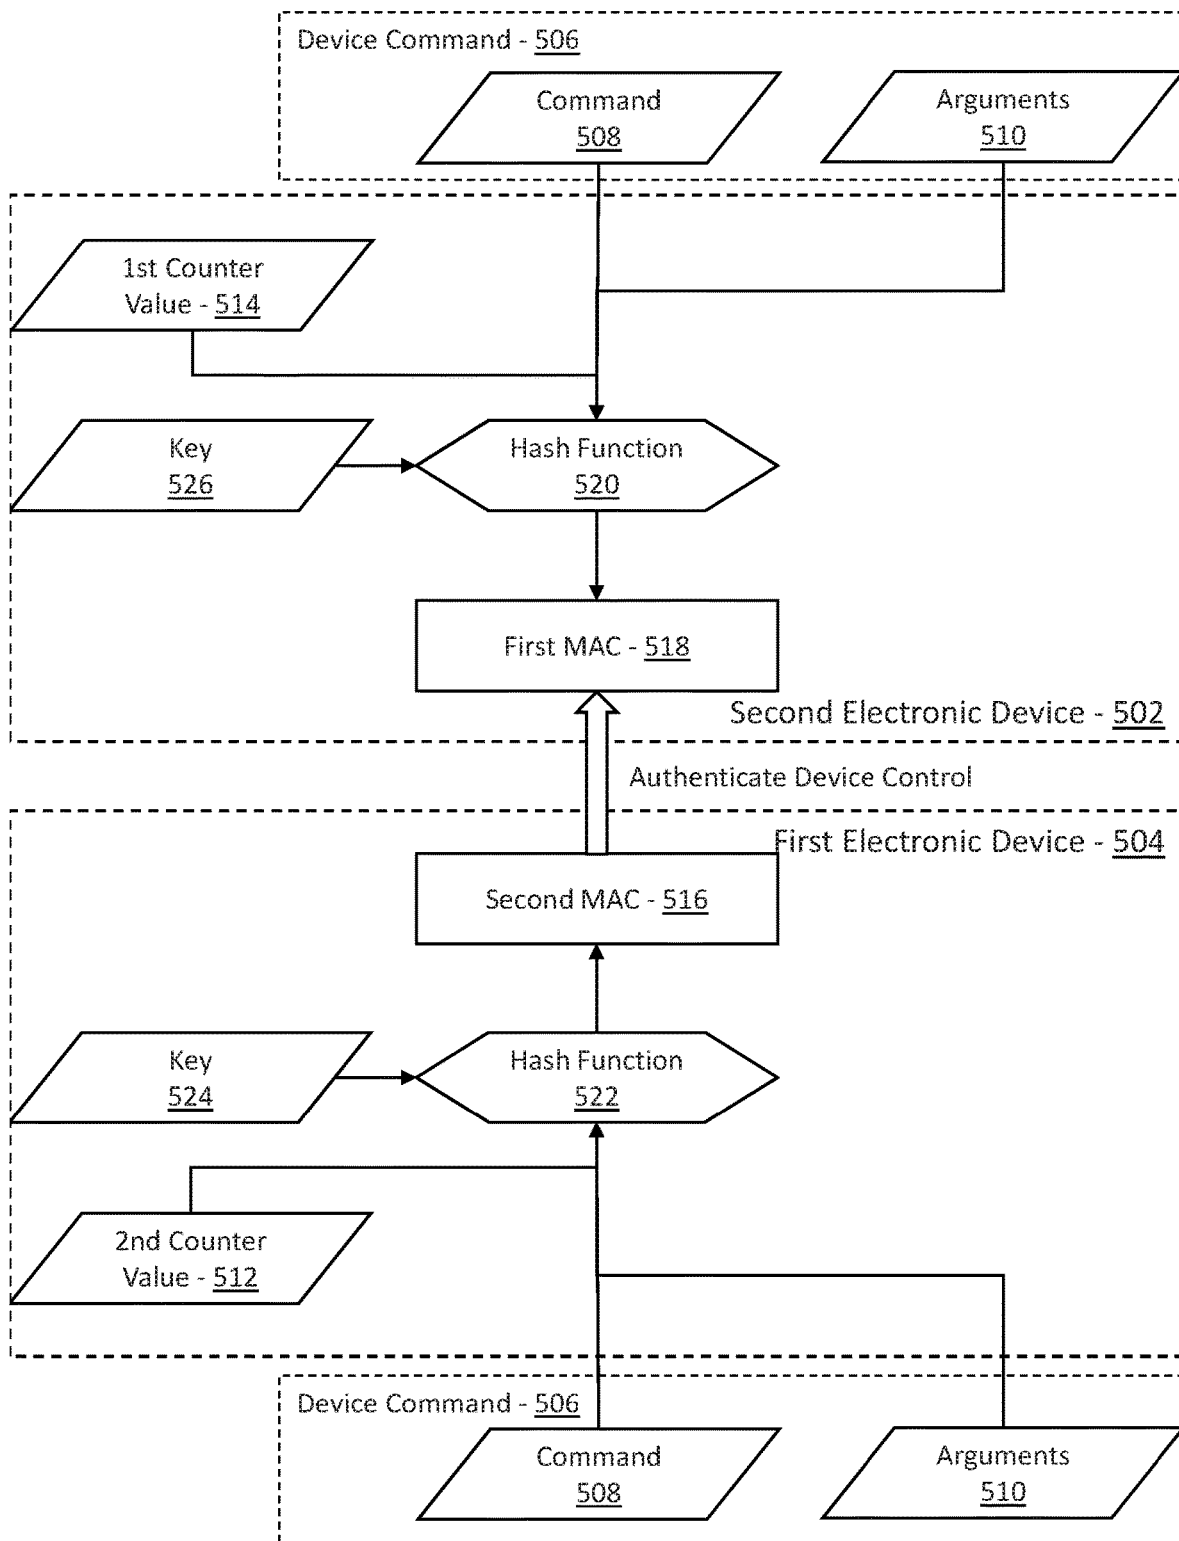 Device Command - 506
Command
508
Arguments
510
1st Counter
Value - 514
Key
526
Hash Function
520
First MAC - 518
Second Electronic Device - 502
Authenticate Device Control
First Electronic Device - 504
Second MAC - 516
Key
524
Hash Function
522
2nd Counter
Value - 512
Device Command - 506
Command
508
Arguments
510